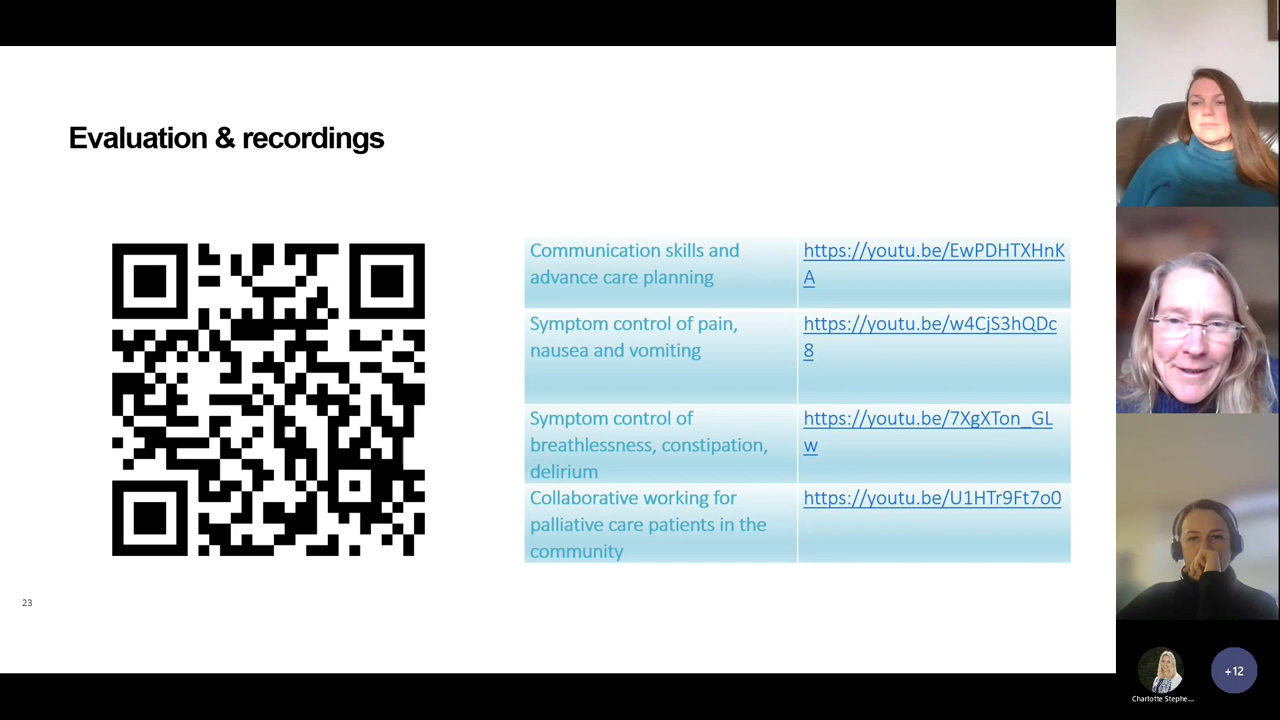 Evaluation & recordings
Communication skills and
advance care planning
https://youtu.be/EwPDHTXHnK
A
Symptom control of pain,
nausea and vomiting
https://youtu.be/w4CjS3hQDc
8
Symptom control of
breathlessness, constipation,
delirium
https://youtu.be/7XgXTon_GL
w
Collaborative working for
palliative care patients in the
community
https://youtu.be/U1HTr9Ft7o0
23
+12
Charlotte Stephe...